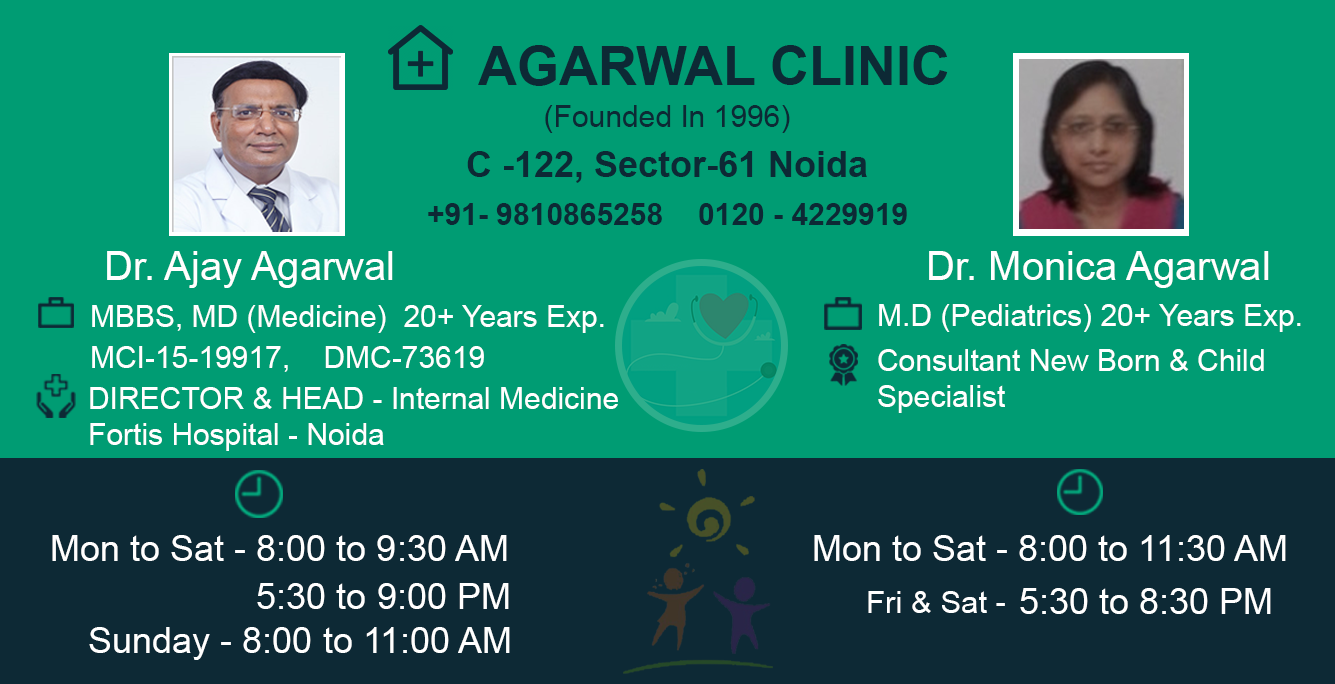 AGARWAL CLINIC
(Founded In 1996)
C -122, Sector-61 Noida
+91- 9810865258 0120 - 4229919
Dr. Ajay Agarwal
MBBS, MD (Medicine) 20+ Years Exp.
MCI-15-19917, DMC-73619
DIRECTOR & HEAD - Internal Medicine
Fortis Hospital - Noida
Dr. Monica Agarwal
M.D (Pediatrics) 20+ Years Exp.
Consultant New Born & Child
Specialist
Mon to Sat - 8:00 to 9:30 AM
5:30 to 9:00 PM
Sunday - 8:00 to 11:00 AM
Mon to Sat - 8:00 to 11:30 AM
Fri & Sat - 5:30 to 8:30 PM